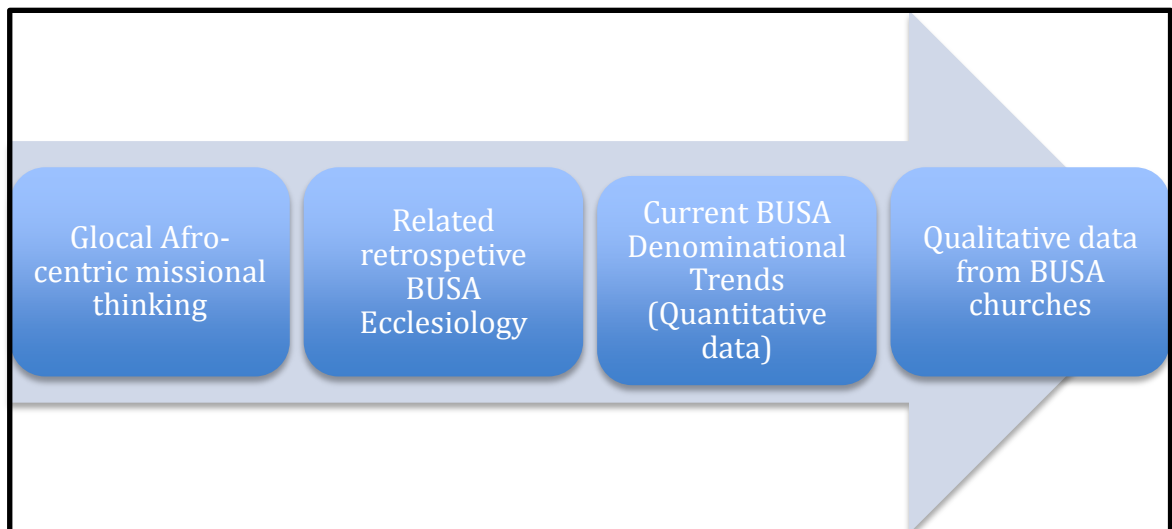 Glocal Afro-
centric missional
thinking
Related
retrospetive
BUSA
Ecclesiology
Current BUSA
Denominational
Trends
(Quantitative
data)
Qualitative data
from BUSA
churches